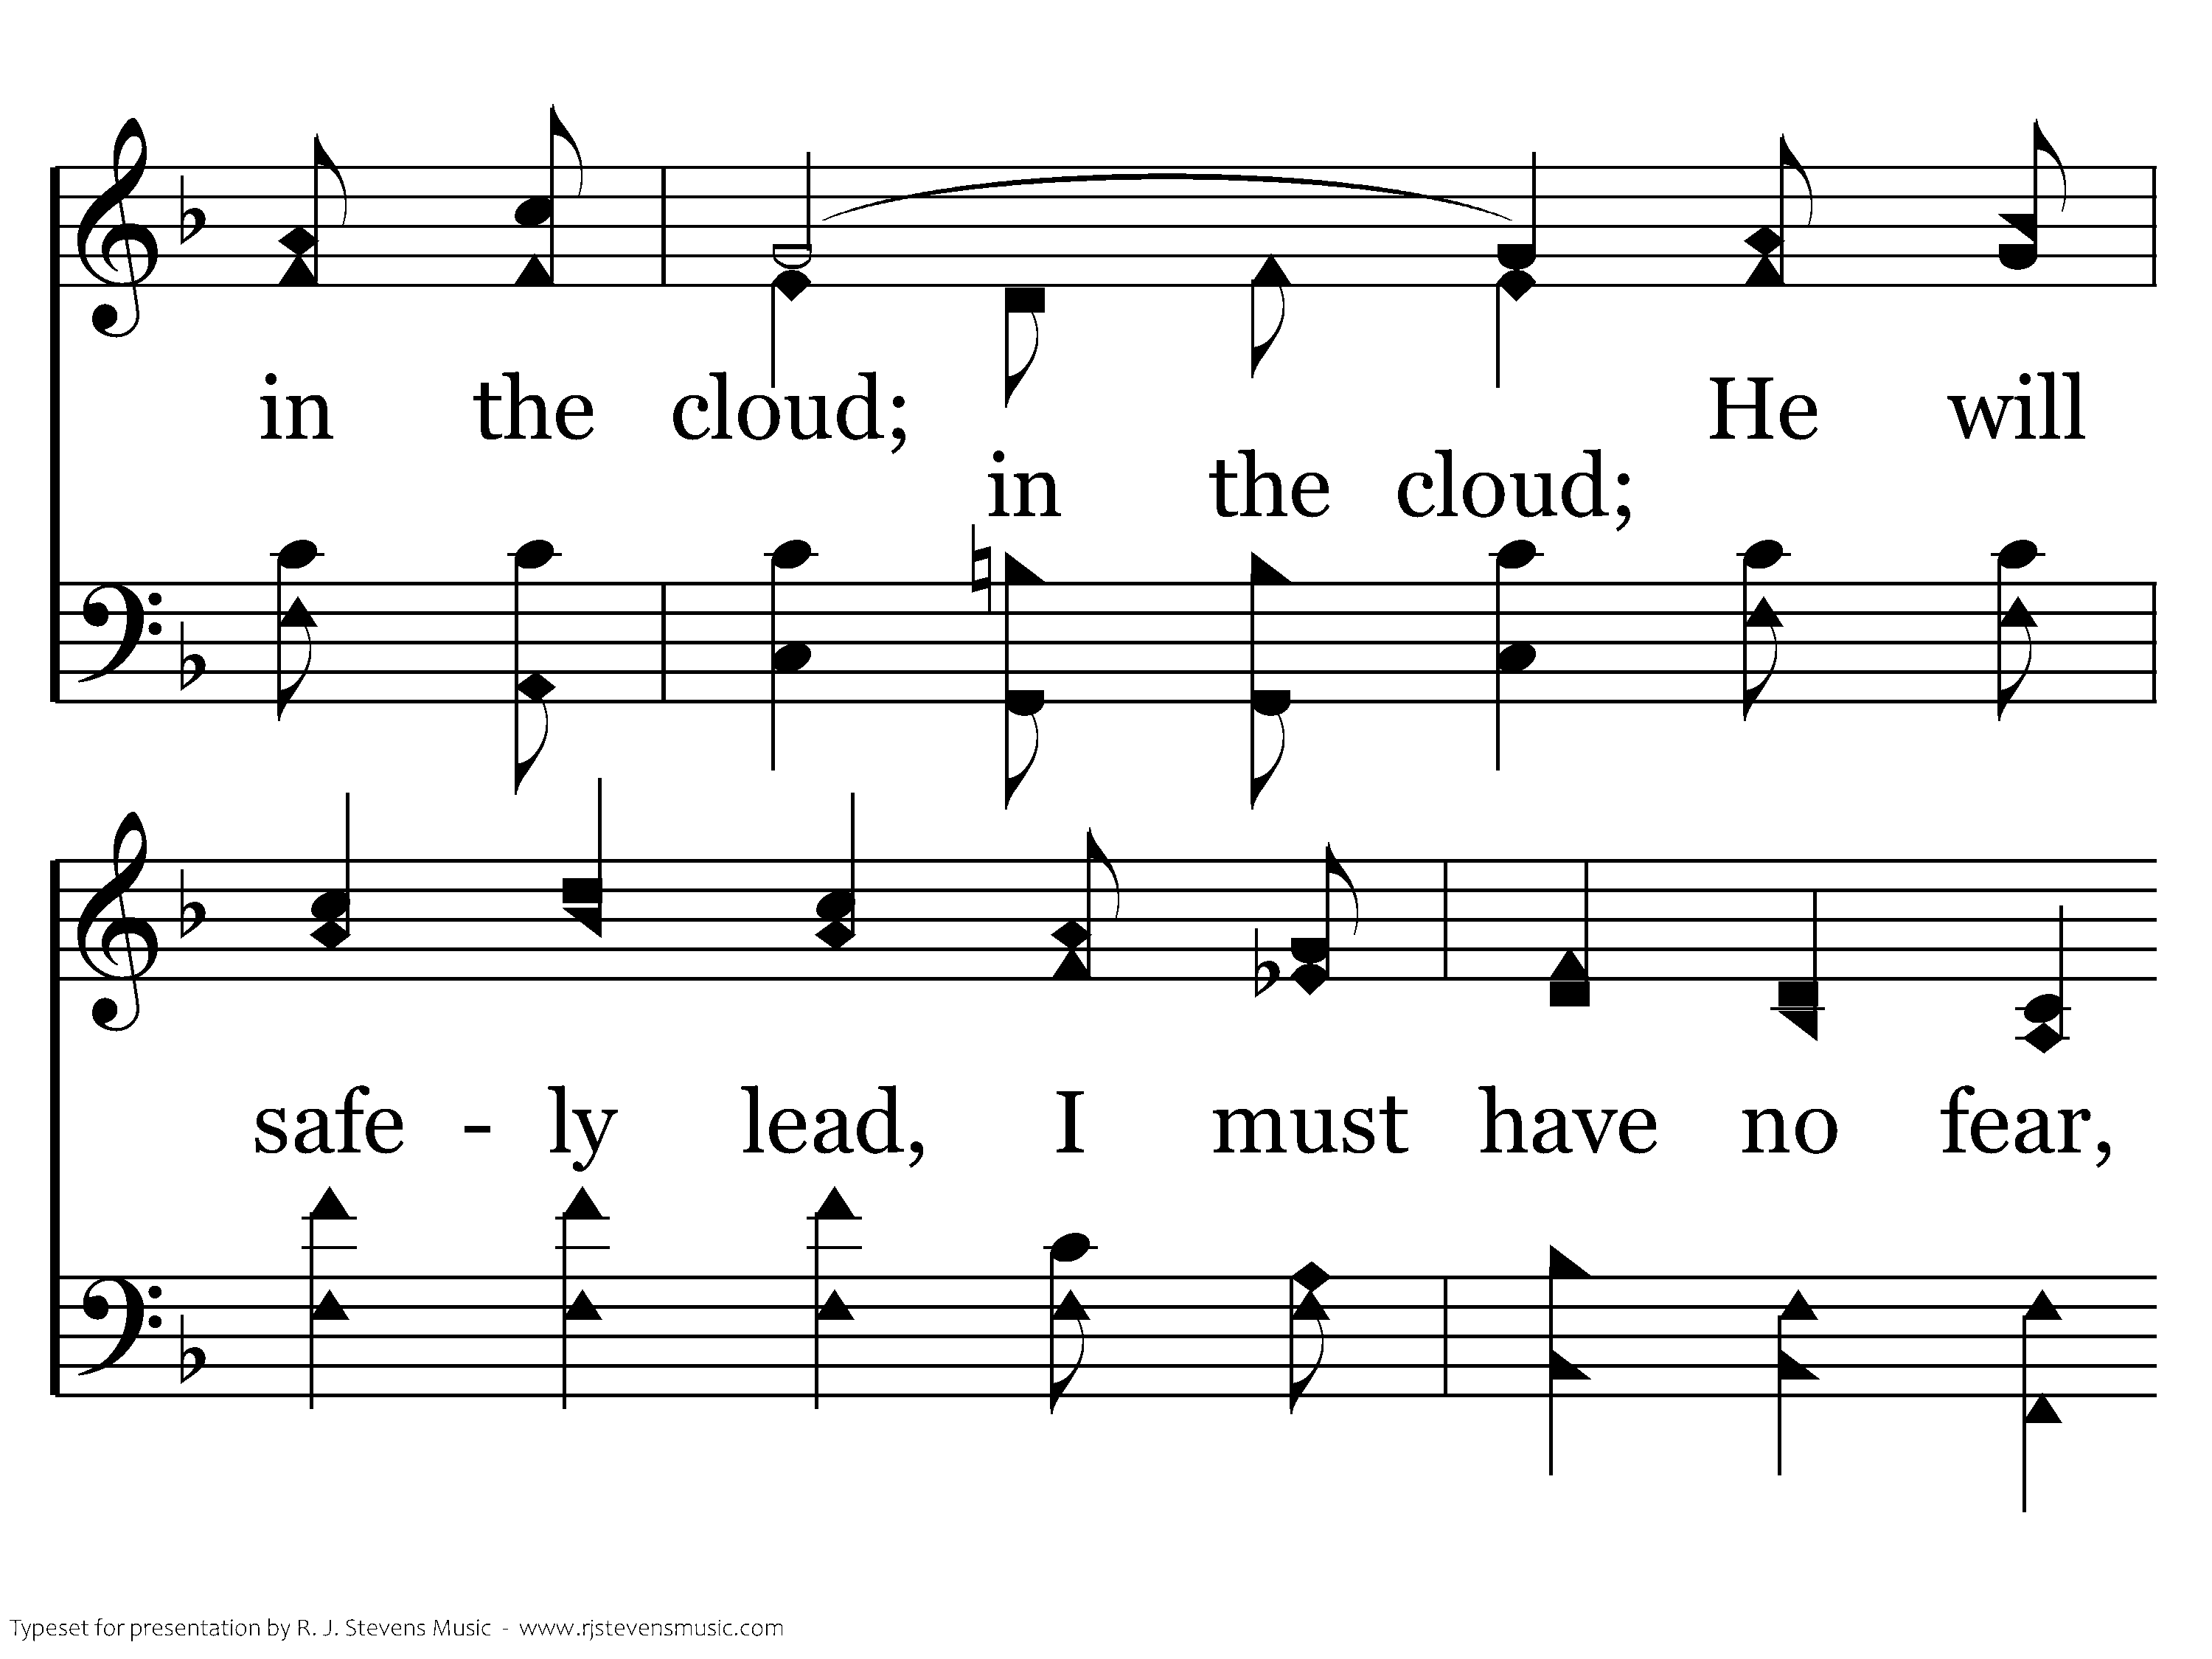 in the cloud; He will
in the cloud;
safe - ly lead, I must have no fear,
Typeset for presentation by R. J. Stevens Music - www.rjstevensmusic.com